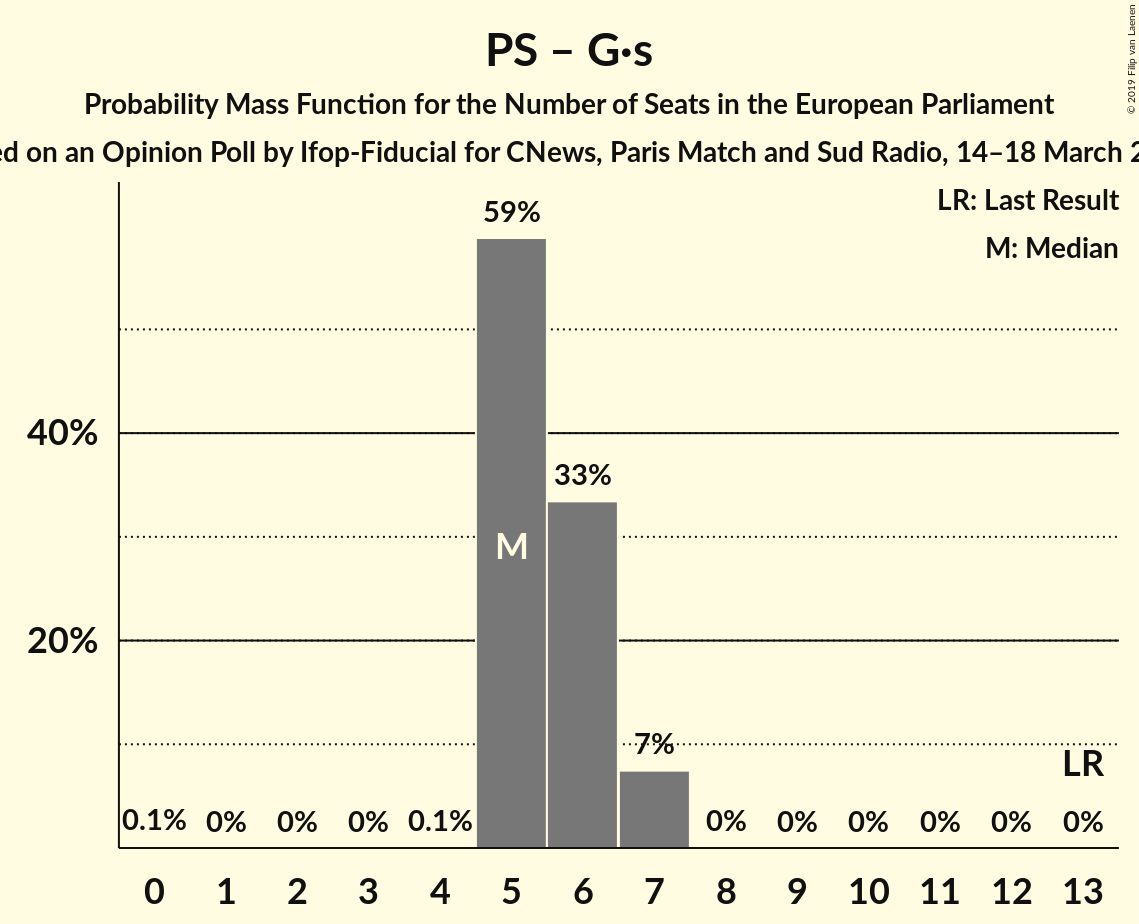 PS – G·s
Probability Mass Function for the Number of Seats in the European Parliament
on an Opinion Poll by Ifop-Fiducial for CNews, Paris Match and Sud Radio, 14–18 March
© 2019 Filip van Laenen
LR: Last Result
M: Median
59%
40%
33%
M
20%
7%
LR
0.1% 0% 0% 0% 0.1% 0% 0% 0% 0% 0% 0%
0 1 2 3 4 5 6 7 8 9 10 11 12 13